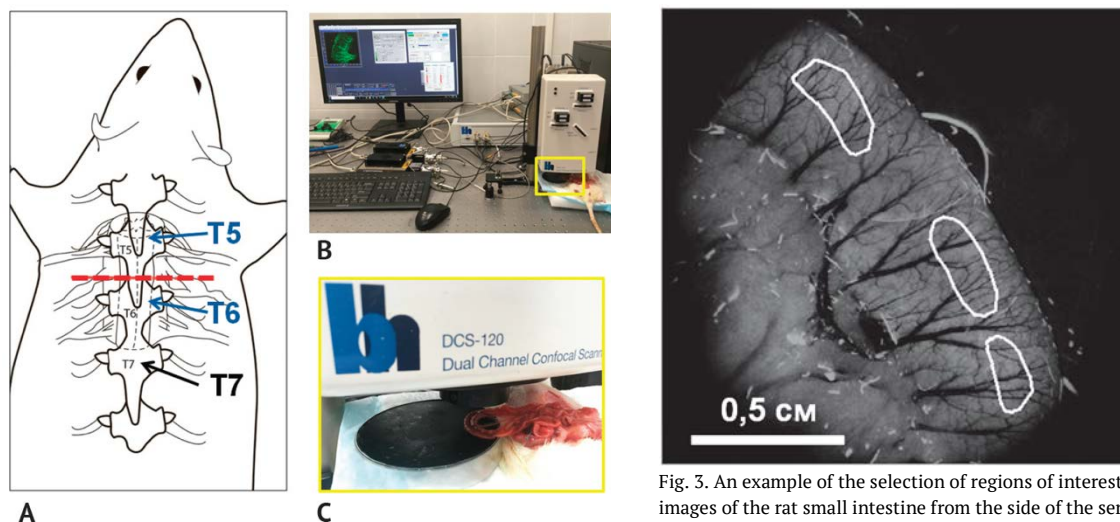 T5
T5
T6
T6
T7
T7
A
B
bh
DCS-120
Dual Channel Confocal Scann
C
0,5 см
Fig. 3. An example of the selection of regions of interest
images of the rat small intestine from the side of the ser